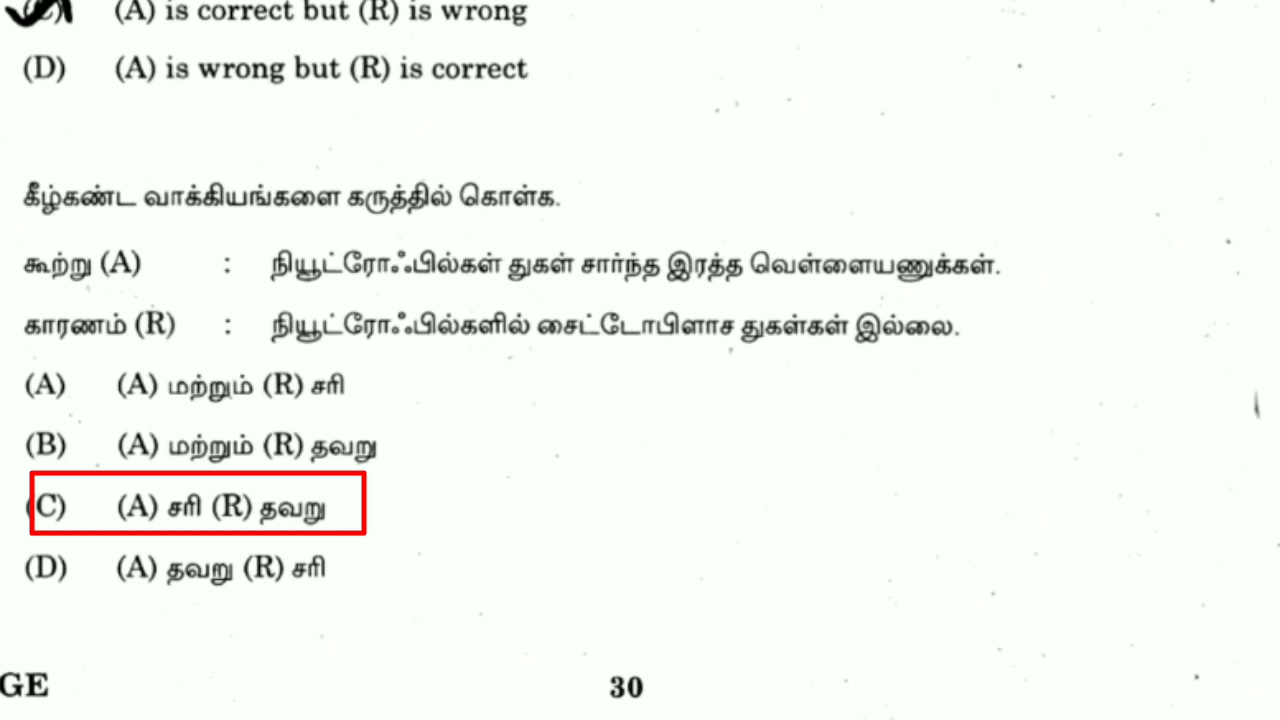 (C) (A) is correct but (R) is wrong
(D) (A) is wrong but (R) is correct
கீழ்கண்ட வாக்கியங்களை கருத்தில் கொள்க.
கூற்று (A) : நியூட்ரோஃபில்கள் துகள் சார்ந்த இரத்த வெள்ளையணுக்கள்.
காரணம் (R) : நியூட்ரோஃபில்களில் சைட்டோபிளாச துகள்கள் இல்லை.
(A) (A) மற்றும் (R) சரி
(B) (A) மற்றும் (R) தவறு
(C) (A) சரி (R) தவறு
(D) (A) தவறு (R) சரி
GE 30